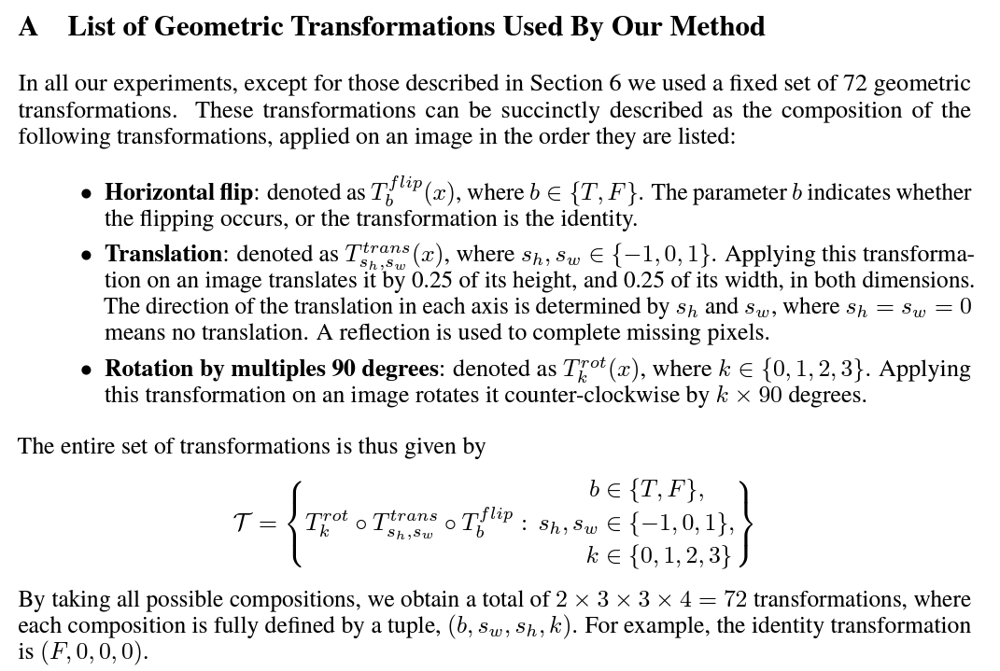 A List of Geometric Transformations Used By Our Method
In all our experiments, except for those described in Section 6 we used a fixed set of 72 geometric
transformations. These transformations can be succinctly described as the composition of the
following transformations, applied on an image in the order they are listed:
• Horizontal flip: denoted as $T_b^{flip}(x)$, where $b \in \{T, F\}$. The parameter $b$ indicates whether
the flipping occurs, or the transformation is the identity.
• Translation: denoted as $T_{s_h,s_w}^{trans}(x)$, where $s_h, s_w \in \{-1, 0, 1\}$. Applying this transforma-
tion on an image translates it by 0.25 of its height, and 0.25 of its width, in both dimensions.
The direction of the translation in each axis is determined by $s_h$ and $s_w$, where $s_h = s_w = 0$
means no translation. A reflection is used to complete missing pixels.
• Rotation by multiples 90 degrees: denoted as $T_k^{rot}(x)$, where $k \in \{0, 1, 2, 3\}$. Applying
this transformation on an image rotates it counter-clockwise by $k \times 90$ degrees.
The entire set of transformations is thus given by
$\mathcal{T} = \left\{ T_k^{rot} \circ T_{s_h,s_w}^{trans} \circ T_b^{flip} : \begin{array}{r} b \in \{T, F\}, \\ s_h, s_w \in \{-1, 0, 1\}, \\ k \in \{0, 1, 2, 3\} \end{array} \right\}$
By taking all possible compositions, we obtain a total of $2 \times 3 \times 3 \times 4 = 72$ transformations, where
each composition is fully defined by a tuple, $(b, s_w, s_h, k)$. For example, the identity transformation
is $(F, 0, 0, 0)$.